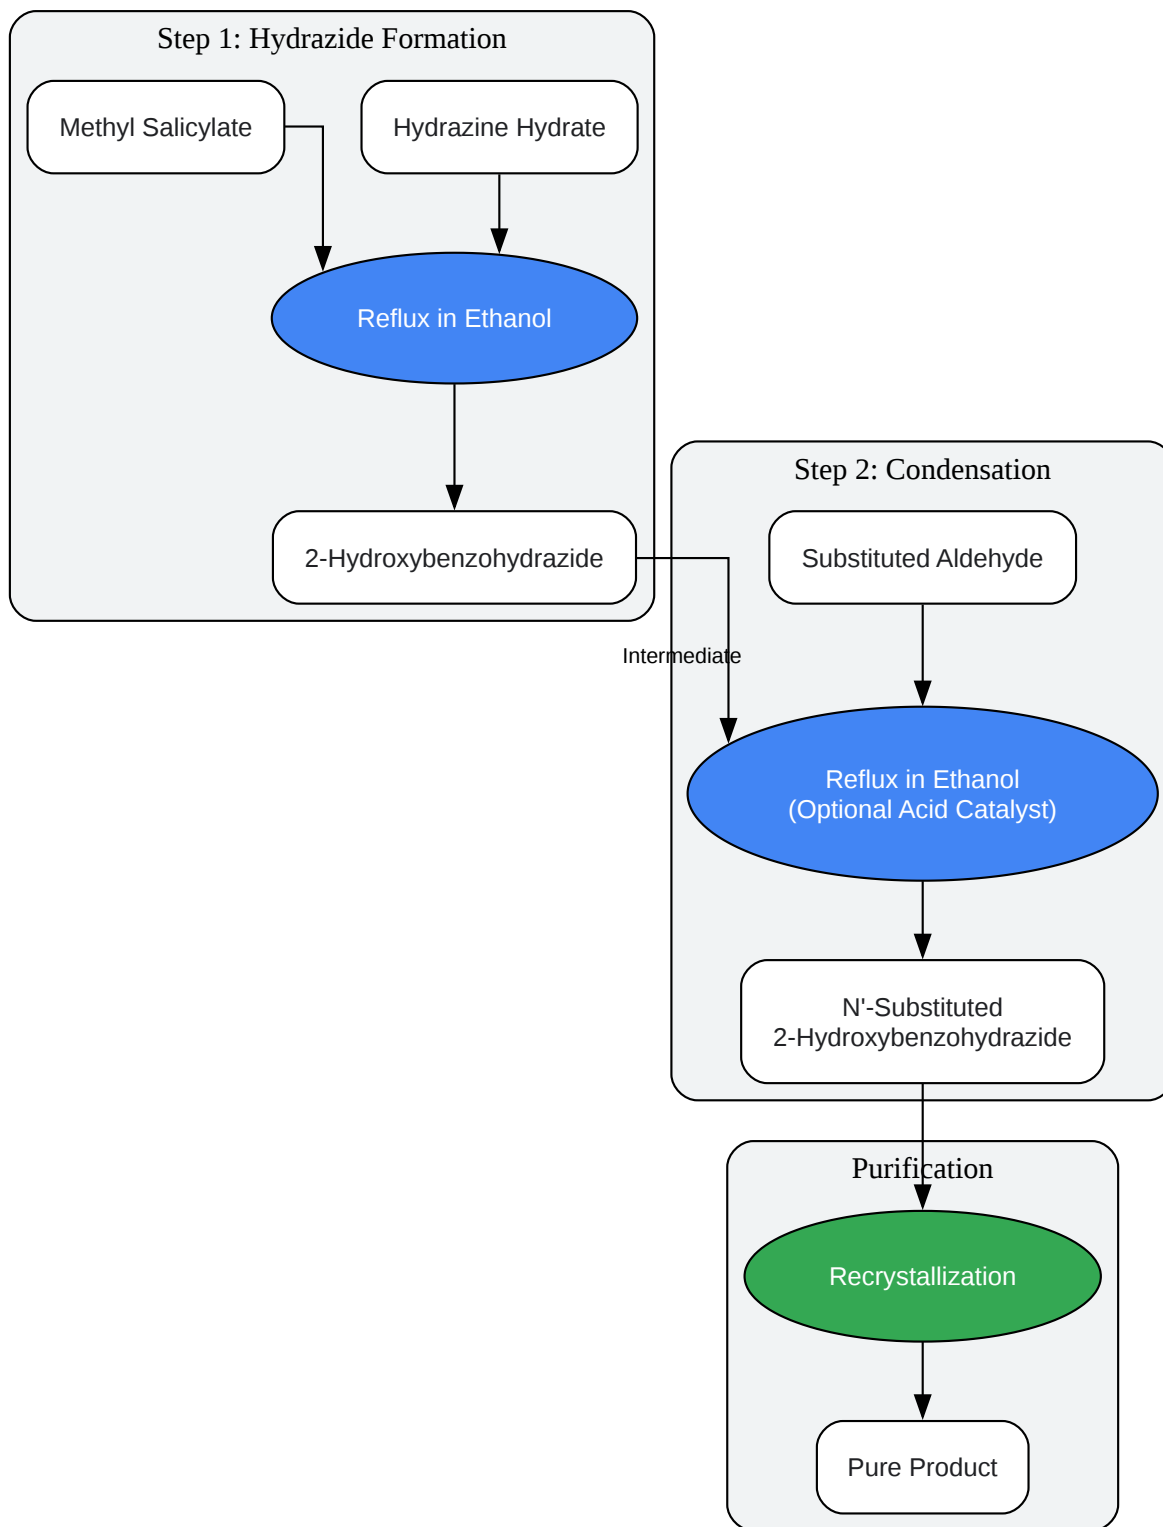 Step 1: Hydrazide Formation
Methyl Salicylate
Hydrazine Hydrate
Reflux in Ethanol
2-Hydroxybenzohydrazide
Intermediate
Step 2: Condensation
Substituted Aldehyde
Reflux in Ethanol
(Optional Acid Catalyst)
N'-Substituted
2-Hydroxybenzohydrazide
Purification
Recrystallization
Pure Product